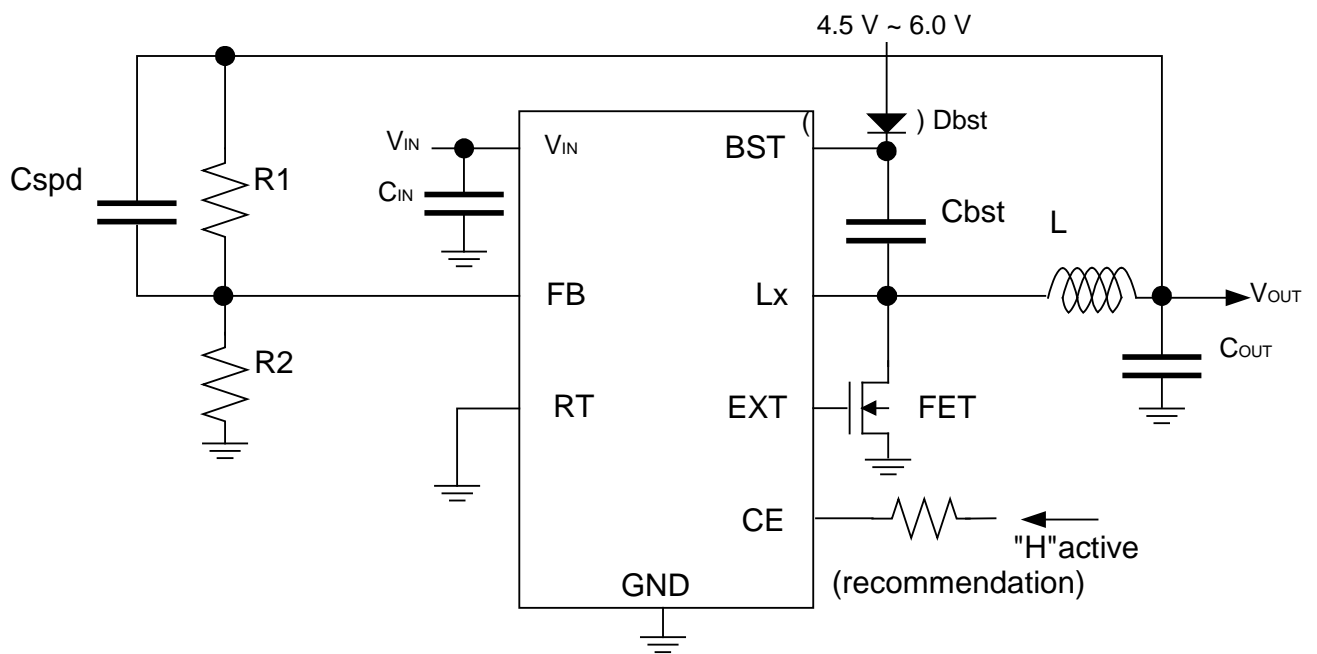 4.5 V ~ 6.0 V
( ) Dbst
VIN
VIN
BST
Cspd
R1
CIN
Cbst
L
FB
Lx
VOUT
R2
COUT
RT
EXT
FET
CE
"H"active
GND
(recommendation)